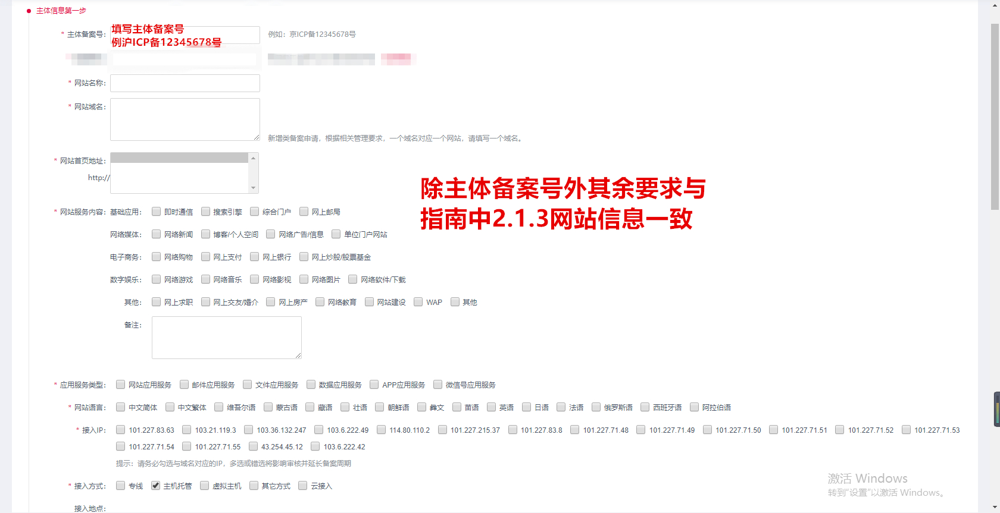 主体信息第一步
* 主体备案号： 填写主体备案号 例如：京ICP备12345678号
例沪ICP备12345678号
* 网站名称：
* 网站域名：
新增类备案申请，根据相关管理要求，一个域名对应一个网站，请填写一个域名。
* 网站首页地址：
http://
除主体备案号外其余要求与
指南中2.1.3网站信息一致
* 网站服务内容： 基础应用： 即时通信 搜索引擎 综合门户 网上邮局
网络媒体： 网络新闻 博客/个人空间 网络广告/信息 单位门户网站
电子商务： 网络购物 网上支付 网上银行 网上炒股/股票基金
数字娱乐： 网络游戏 网络音乐 网络影视 网络图片 网络软件/下载
其他： 网上求职 网上交友/婚介 网上房产 网络教育 网站建设 WAP 其他
备注：
* 应用服务类型： 网站应用服务 邮件应用服务 文件应用服务 数据应用服务 APP应用服务 微信号应用服务
* 网站语言： 中文简体 中文繁体 维吾尔语 蒙古语 藏语 壮语 朝鲜语 彝文 苗语 英语 日语 法语 俄罗斯语 西班牙语 阿拉伯语
* 接入IP： 101.227.83.63 103.21.119.3 103.36.132.247 103.6.222.49 114.80.110.2 101.227.215.37 101.227.83.8 101.227.71.48 101.227.71.49 101.227.71.50 101.227.71.51 101.227.71.52 101.227.71.53
101.227.71.54 101.227.71.55 43.254.45.12 103.6.222.42
提示：请务必勾选与域名对应的IP，多选或错选将影响审核并延长备案周期
* 接入方式： 专线 主机托管 虚拟主机 其它方式 云接入
接入地点：
激活 Windows
转到“设置”以激活 Windows。